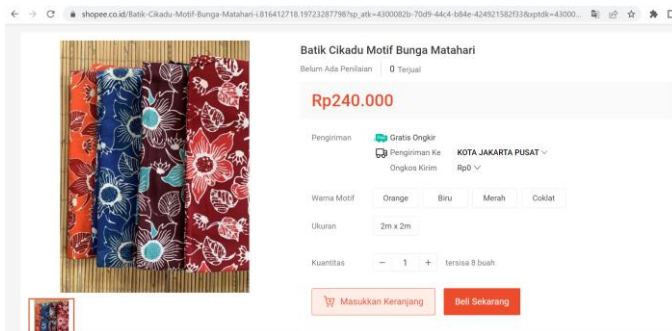 shopee.co.id/Batik-Cikadu-Motif-Bunga-Matahari-i.816412718.19723287798?sp_atk=4300082b-70d9-44c4-b84e-424921582f33&xptdk=43000...
Batik Cikadu Motif Bunga Matahari
Belum Ada Penilaian 0 Terjual
Rp240.000
Pengiriman Gratis Ongkir
Pengiriman Ke KOTA JAKARTA PUSAT
Ongkos Kirim Rp0
Warna Motif Orange Biru Merah Coklat
Ukuran 2m x 2m
Kuantitas - 1 + tersisa 8 buah
Masukkan Keranjang Beli Sekarang